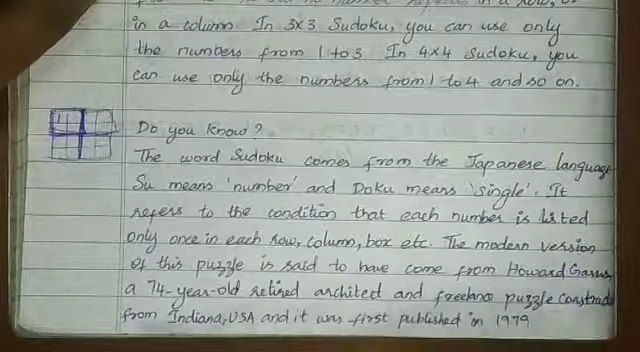 in a row, or
in a column. In 3x3 Sudoku, you can use only
the numbers from 1 to 3 In 4x4 Sudoku, you
can use only the numbers from 1 to 4 and so on.
Do you know?
The word Sudoku comes from the Japanese language
Su means 'number' and Doku means 'single'. It
refers to the condition that each number is listed
only once in each row, column, box etc. The modern version
of this puzzle is said to have come from Howard
a 74-year-old retired architect and freelance puzzle
from Indiana, USA and it was first published in 1979